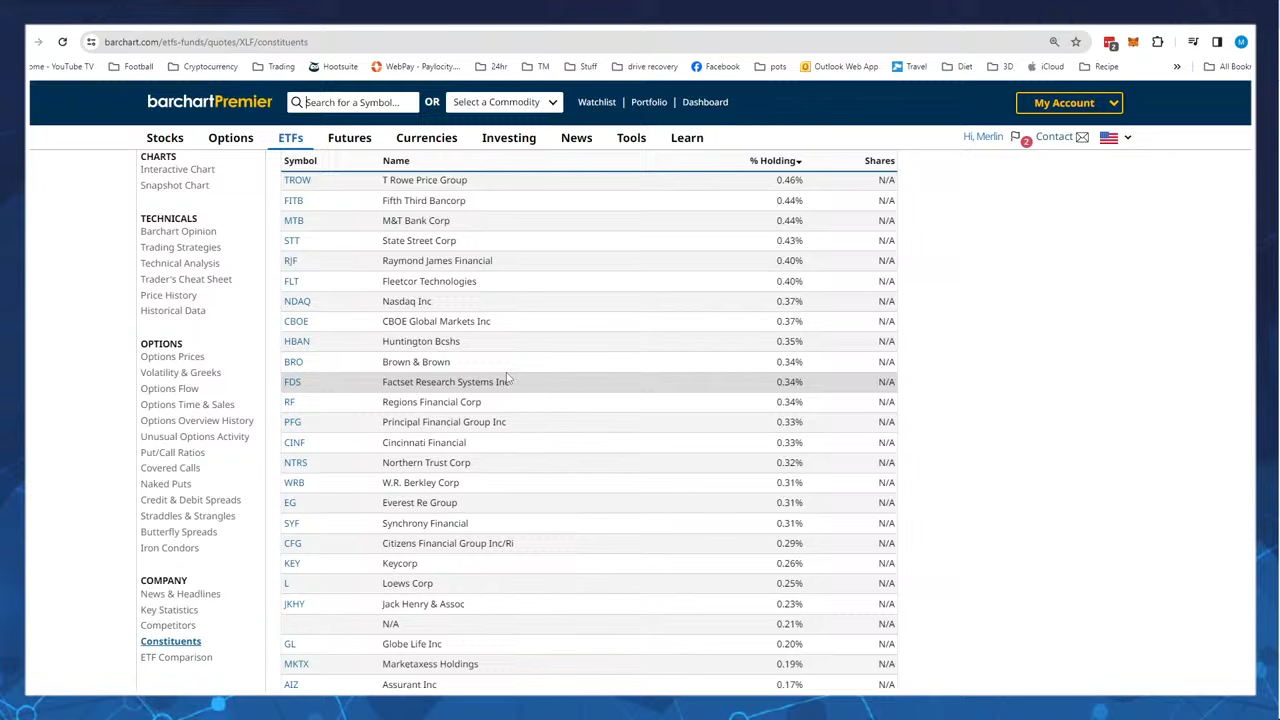 barchart.com/etfs-funds/quotes/XLF/constituents
2
M
ome - YouTube TV Football Cryptocurrency Trading Hootsuite WebPay - Paylocity.... 24hr TM Stuff drive recovery Facebook pots Outlook Web App Travel Diet 3D iCloud Recipe » All Bookr
barchartPremier Search for a Symbol... OR Select a Commodity Watchlist Portfolio Dashboard My Account
Stocks Options ETFs Futures Currencies Investing News Tools Learn Hi, Merlin 2 Contact
CHARTS
Interactive Chart
Snapshot Chart
TECHNICALS
Barchart Opinion
Trading Strategies
Technical Analysis
Trader's Cheat Sheet
Price History
Historical Data
OPTIONS
Options Prices
Volatility & Greeks
Options Flow
Options Time & Sales
Options Overview History
Unusual Options Activity
Put/Call Ratios
Covered Calls
Naked Puts
Credit & Debit Spreads
Straddles & Strangles
Butterfly Spreads
Iron Condors
COMPANY
News & Headlines
Key Statistics
Competitors
Constituents
ETF Comparison
Symbol Name % Holding Shares
TROW T Rowe Price Group 0.46% N/A
FITB Fifth Third Bancorp 0.44% N/A
MTB M&T Bank Corp 0.44% N/A
STT State Street Corp 0.43% N/A
RJF Raymond James Financial 0.40% N/A
FLT Fleetcor Technologies 0.40% N/A
NDAQ Nasdaq Inc 0.37% N/A
CBOE CBOE Global Markets Inc 0.37% N/A
HBAN Huntington Bcshs 0.35% N/A
BRO Brown & Brown 0.34% N/A
FDS Factset Research Systems Inc 0.34% N/A
RF Regions Financial Corp 0.34% N/A
PFG Principal Financial Group Inc 0.33% N/A
CINF Cincinnati Financial 0.33% N/A
NTRS Northern Trust Corp 0.32% N/A
WRB W.R. Berkley Corp 0.31% N/A
EG Everest Re Group 0.31% N/A
SYF Synchrony Financial 0.31% N/A
CFG Citizens Financial Group Inc/Ri 0.29% N/A
KEY Keycorp 0.26% N/A
L Loews Corp 0.25% N/A
JKHY Jack Henry & Assoc 0.23% N/A
N/A 0.21% N/A
GL Globe Life Inc 0.20% N/A
MKTX Marketaxess Holdings 0.19% N/A
AIZ Assurant Inc 0.17% N/A